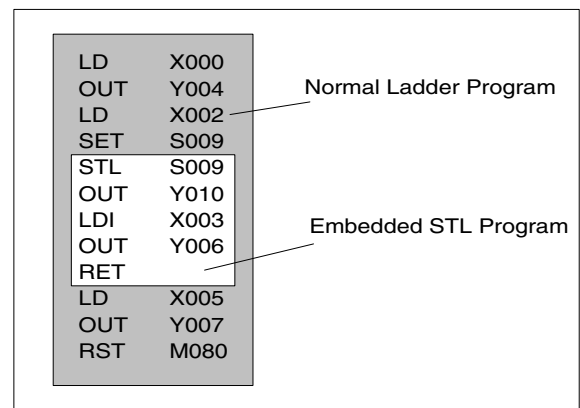 LD X000
OUT Y004
LD X002
SET S009
STL S009
OUT Y010
LDI X003
OUT Y006
RET
LD X005
OUT Y007
RST M080
Normal Ladder Program
Embedded STL Program